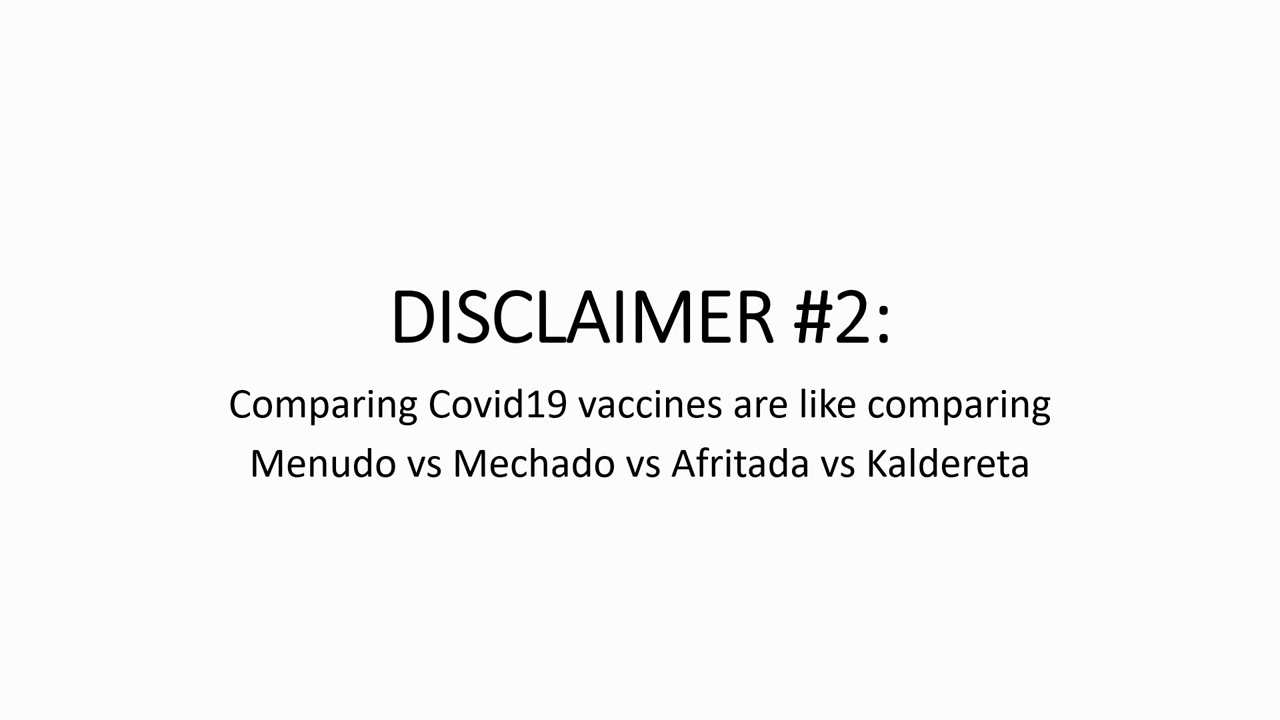 DISCLAIMER #2:
Comparing Covid19 vaccines are like comparing
Menudo vs Mechado vs Afritada vs Kaldereta